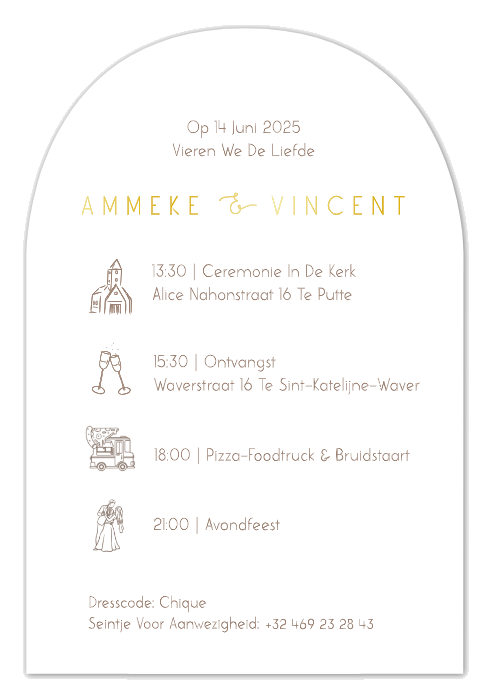 Op 14 Juni 2025
Vieren We De Liefde
AMMEKE & VINCENT
13:30 | Ceremonie In De Kerk
Alice Nahonstraat 16 Te Putte
15:30 | Ontvangst
Waverstraat 16 Te Sint-Katelijne-Waver
18:00 | Pizza-Foodtruck & Bruidstaart
21:00 | Avondfeest
Dresscode: Chique
Seintje Voor Aanwezigheid: +32 469 23 28 43